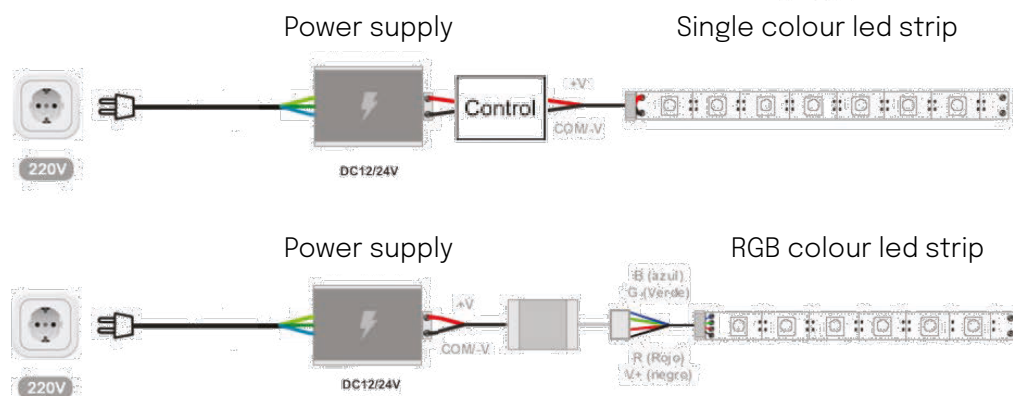 Power supply
Single colour led strip
+V
Control
COM/-V
220V
DC12/24V
Power supply
RGB colour led strip
B (azul)
G (Verde)
+V
COM/-V
R (Rojo)
V+ (negro)
220V
DC12/24V